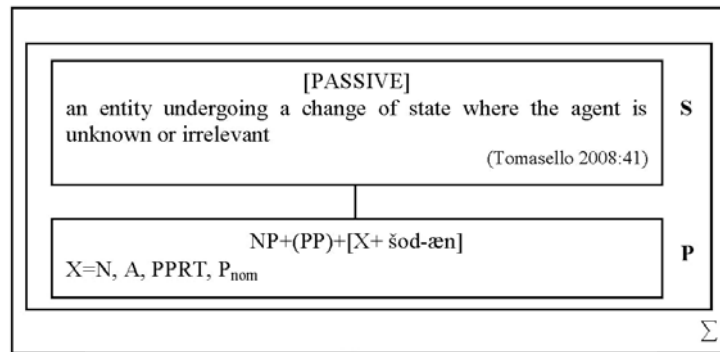 [PASSIVE]
an entity undergoing a change of state where the agent is
unknown or irrelevant
(Tomasello 2008:41)
S
NP+(PP)+[X+ šod-æn]
X=N, A, PPRT, Pnom
P
∑